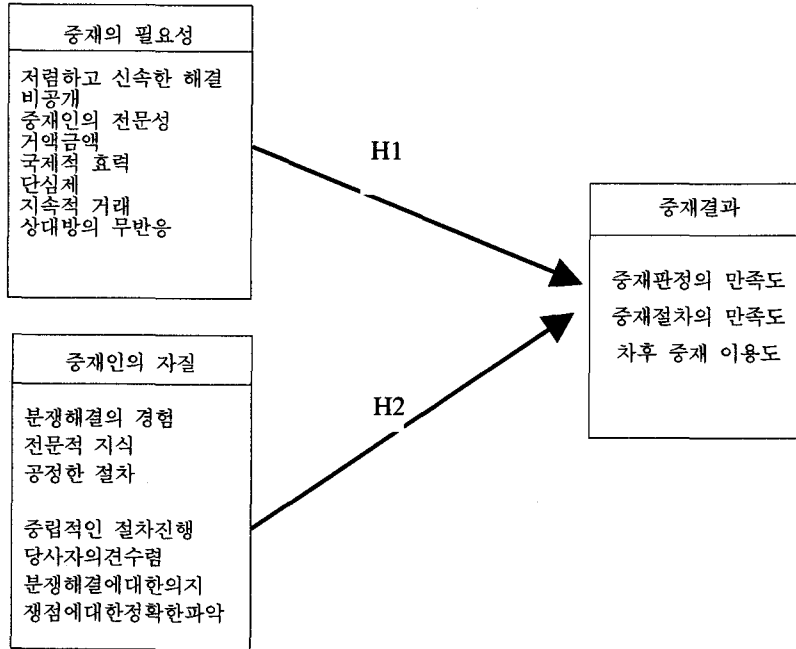 중재의 필요성
저렴하고 신속한 해결
비공개
중재인의 전문성
거액금액
국제적 효력
단심제
지속적 거래
상대방의 무반응
H1
중재결과
중재판정의 만족도
중재절차의 만족도
차후 중재 이용도
중재인의 자질
분쟁해결의 경험
전문적 지식
공정한 절차
중립적인 절차진행
당사자의견수렴
분쟁해결에대한의지
쟁점에대한정확한파악
H2